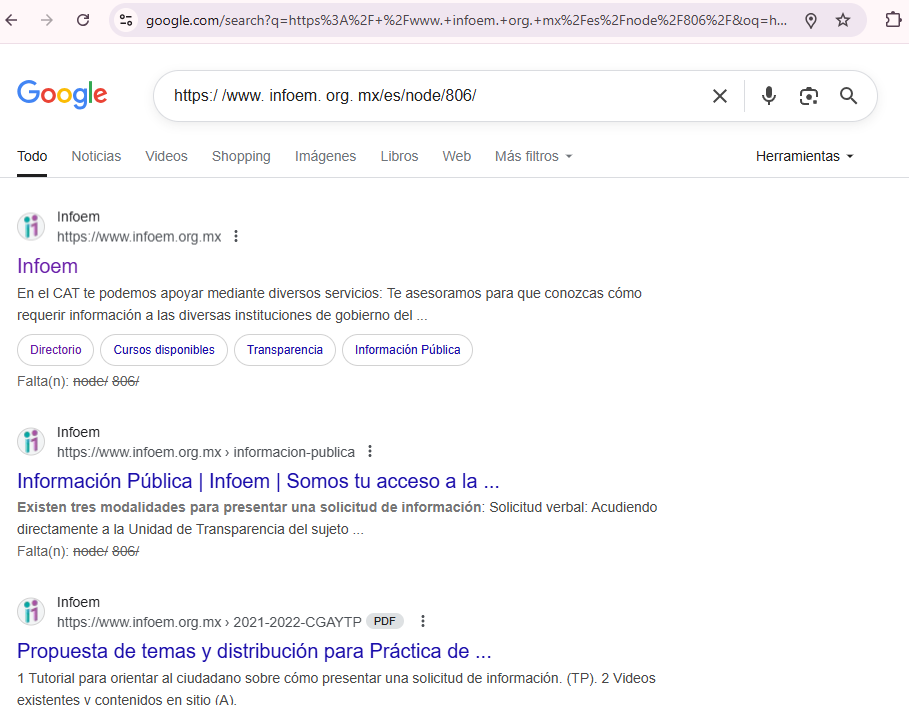 google.com/search?q=https%3A%2F+%2Fwww.+infoem.+org.+mx%2Fes%2Fnode%2F806%2F&oq=h...
Google
https:/ /www. infoem. org. mx/es/node/806/
Todo Noticias Videos Shopping Imágenes Libros Web Más filtros Herramientas
Infoem
https://www.infoem.org.mx
Infoem
En el CAT te podemos apoyar mediante diversos servicios: Te asesoramos para que conozcas cómo
requerir información a las diversas instituciones de gobierno del ...
Directorio Cursos disponibles Transparencia Información Pública
Falta(n): node/ 806/
Infoem
https://www.infoem.org.mx › informacion-publica
Información Pública | Infoem | Somos tu acceso a la ...
Existen tres modalidades para presentar una solicitud de información: Solicitud verbal: Acudiendo
directamente a la Unidad de Transparencia del sujeto ...
Falta(n): node/ 806/
Infoem
https://www.infoem.org.mx › 2021-2022-CGAYTP PDF
Propuesta de temas y distribución para Práctica de ...
1 Tutorial para orientar al ciudadano sobre cómo presentar una solicitud de información. (TP). 2 Videos
existentes y contenidos en sitio (A).